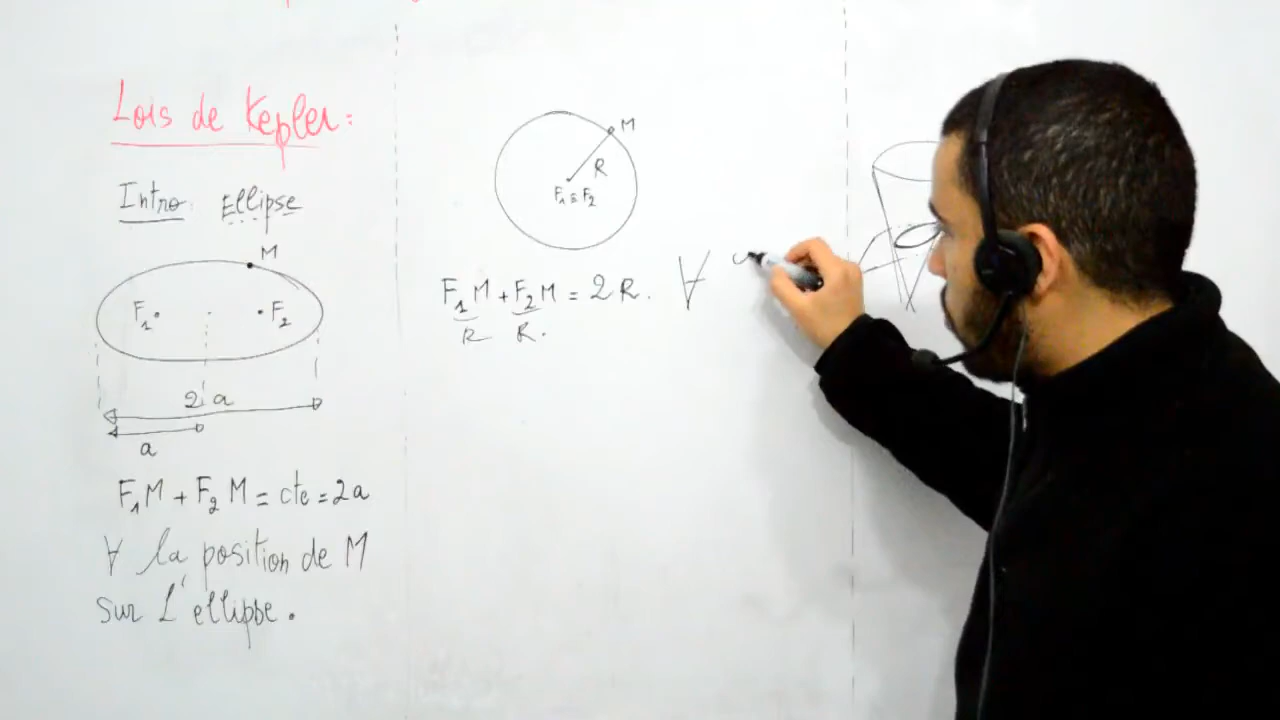 Lois de Kepler:
Intro Ellipse
M
F₁ F₂
2 a
a
F₁M + F₂M = cte = 2a
∀ la position de M
sur L'ellipse.
M
R
F₁ ≡ F₂
F₁M + F₂M = 2R. ∀
R R.